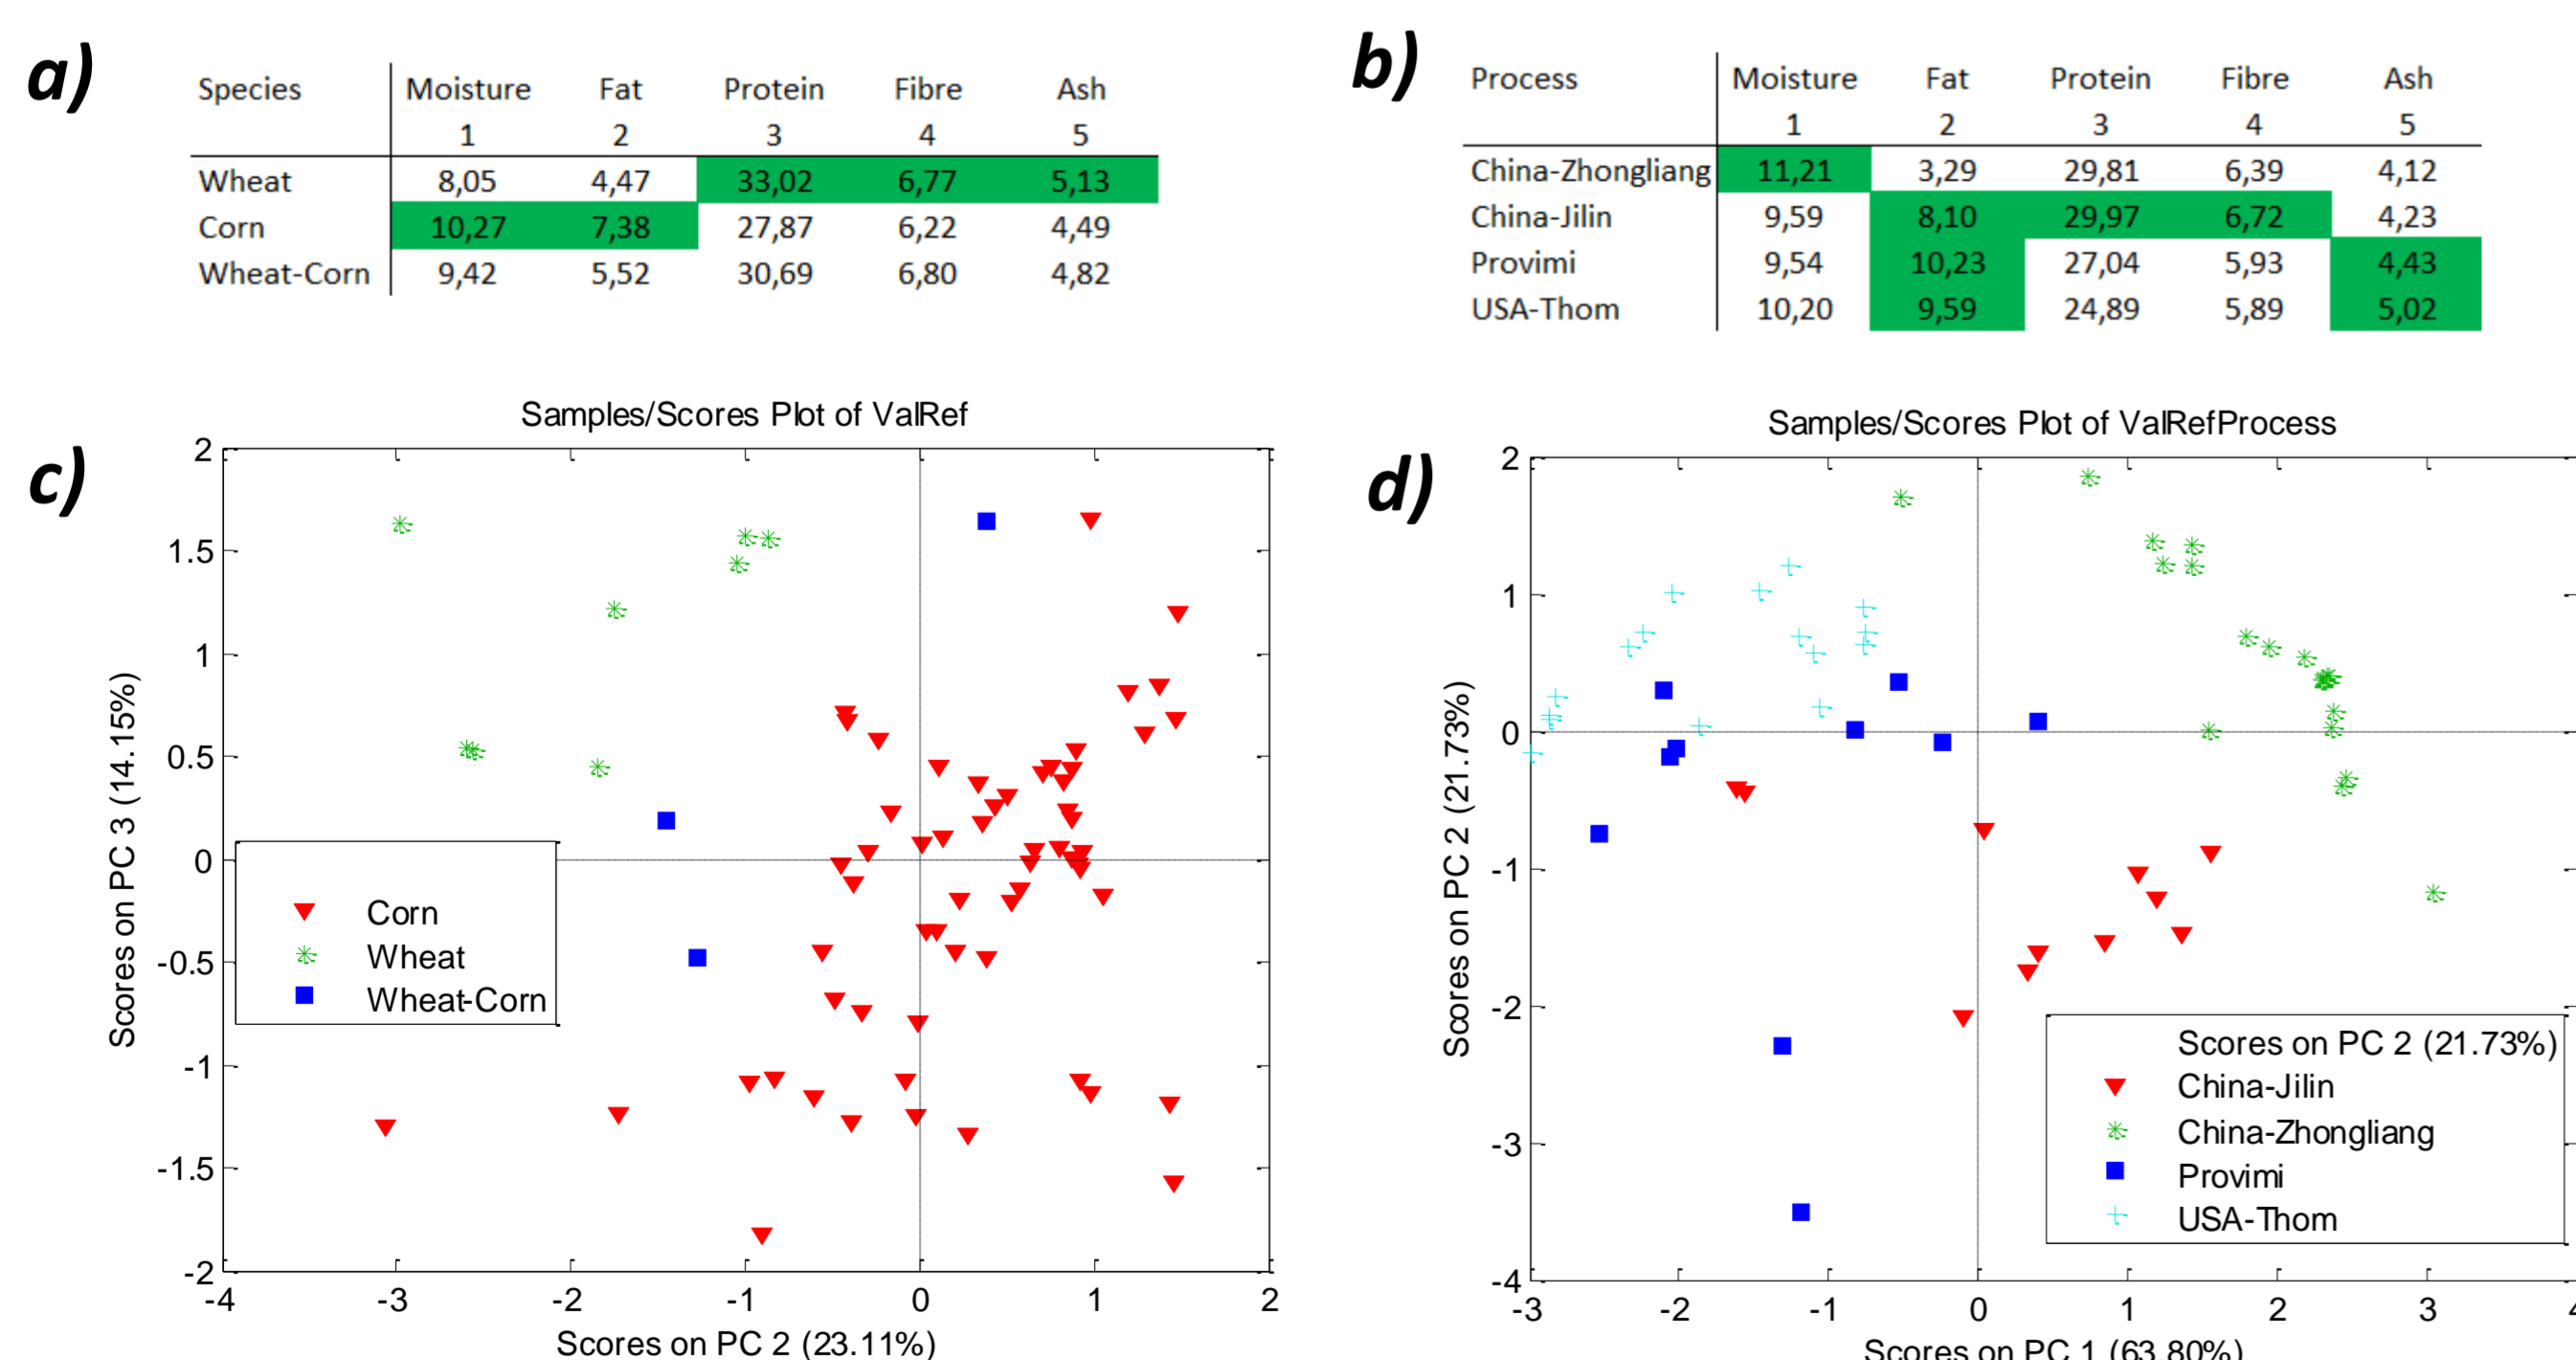 a)
Species Moisture Fat Protein Fibre Ash
1 2 3 4 5
Wheat 8,05 4,47 33,02 6,77 5,13
Corn 10,27 7,38 27,87 6,22 4,49
Wheat-Corn 9,42 5,52 30,69 6,80 4,82
b)
Process Moisture Fat Protein Fibre Ash
1 2 3 4 5
China-Zhongliang 11,21 3,29 29,81 6,39 4,12
China-Jilin 9,59 8,10 29,97 6,72 4,23
Provimi 9,54 10,23 27,04 5,93 4,43
USA-Thom 10,20 9,59 24,89 5,89 5,02
c)
Samples/Scores Plot of ValRef
Scores on PC 3 (14.15%)
2
1.5
1
0.5
0
-0.5
-1
-1.5
-2
Corn
Wheat
Wheat-Corn
-4 -3 -2 -1 0 1 2
Scores on PC 2 (23.11%)
d)
Samples/Scores Plot of ValRefProcess
Scores on PC 2 (21.73%)
2
1
0
-1
-2
-3
-4
Scores on PC 2 (21.73%)
China-Jilin
China-Zhongliang
Provimi
USA-Thom
-3 -2 -1 0 1 2 3 4
Scores on PC 1 (63.80%)